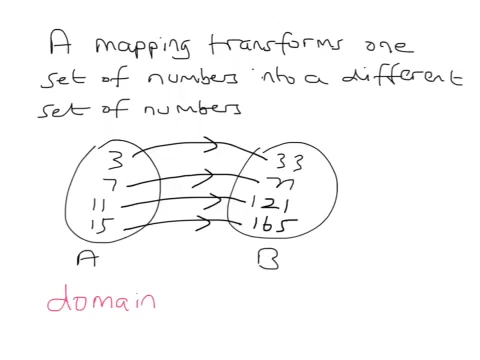 A mapping transforms one
set of numbers into a different
set of numbers
3 33
7 77
11 121
15 165
A B
domain